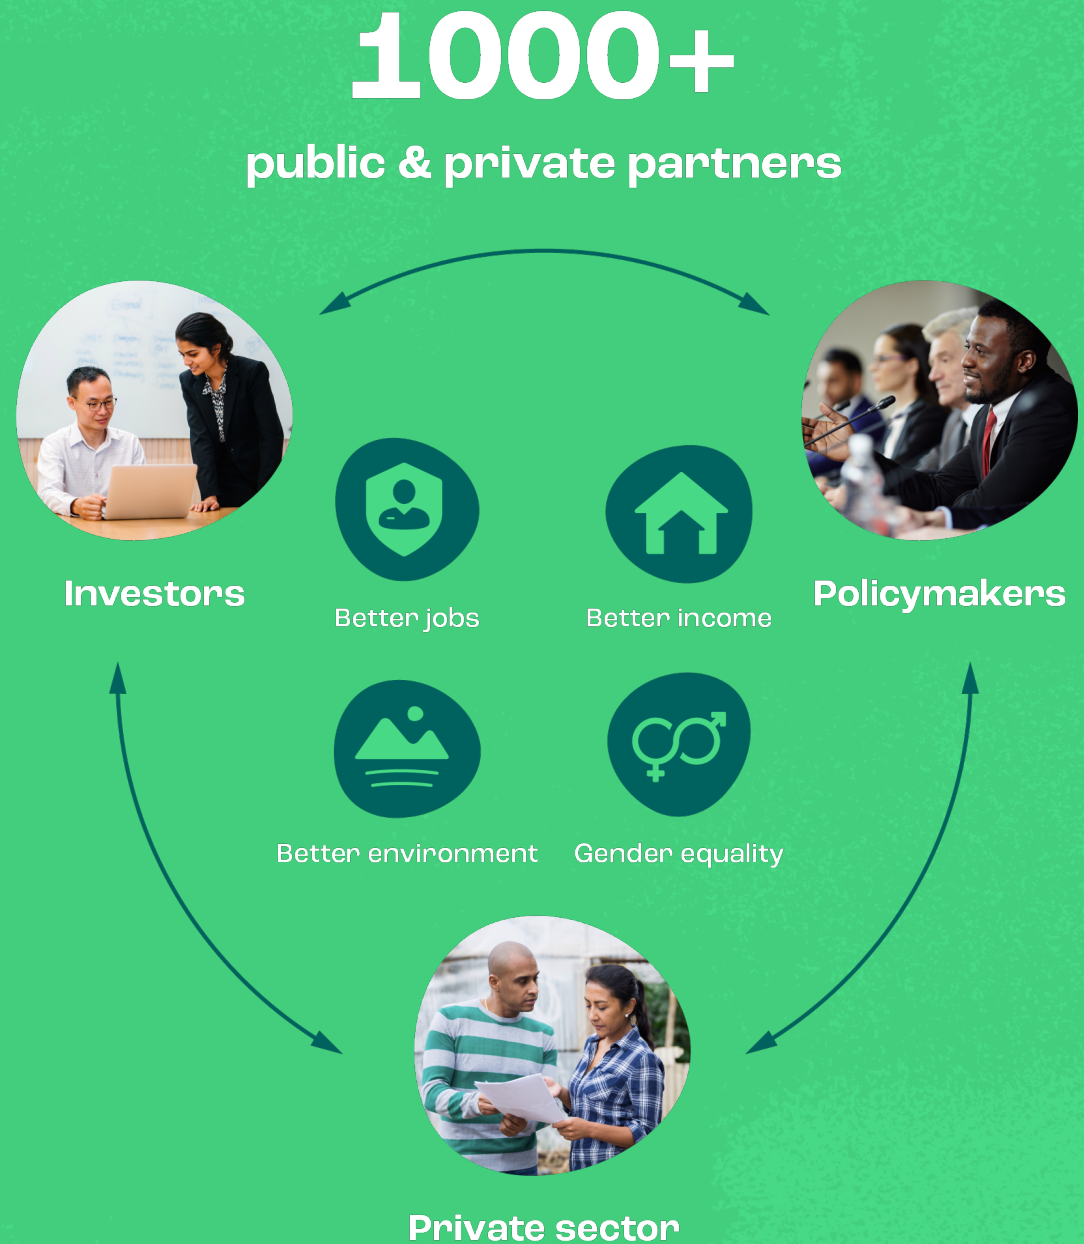 1000+
public & private partners
Investors
Policymakers
Better jobs
Better income
Better environment
Gender equality
Private sector